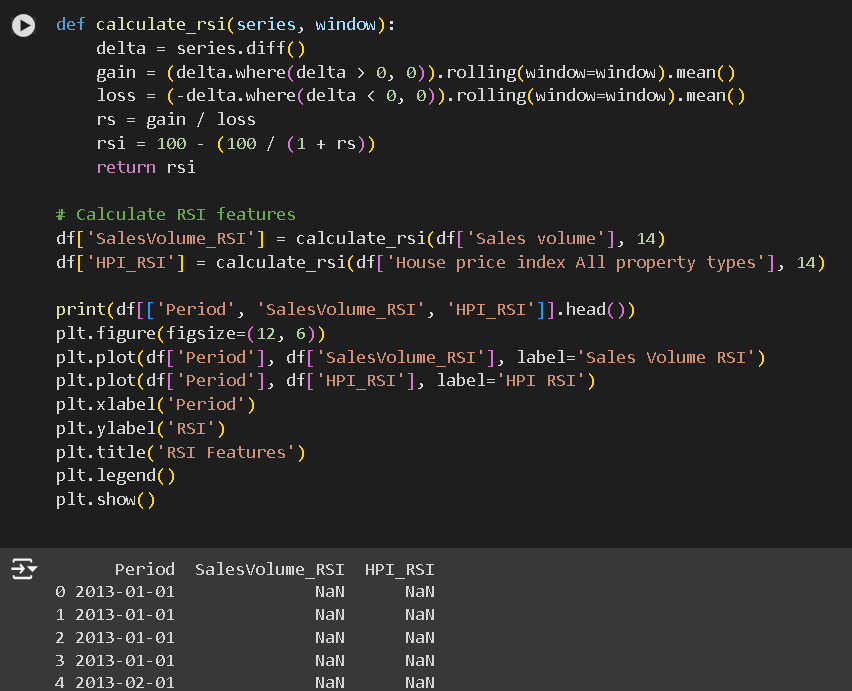 def calculate_rsi(series, window):
    delta = series.diff()
    gain = (delta.where(delta > 0, 0)).rolling(window=window).mean()
    loss = (-delta.where(delta < 0, 0)).rolling(window=window).mean()
    rs = gain / loss
    rsi = 100 - (100 / (1 + rs))
    return rsi

# Calculate RSI features
df['SalesVolume_RSI'] = calculate_rsi(df['Sales volume'], 14)
df['HPI_RSI'] = calculate_rsi(df['House price index All property types'], 14)

print(df[['Period', 'SalesVolume_RSI', 'HPI_RSI']].head())
plt.figure(figsize=(12, 6))
plt.plot(df['Period'], df['SalesVolume_RSI'], label='Sales Volume RSI')
plt.plot(df['Period'], df['HPI_RSI'], label='HPI RSI')
plt.xlabel('Period')
plt.ylabel('RSI')
plt.title('RSI Features')
plt.legend()
plt.show()

      Period  SalesVolume_RSI  HPI_RSI
0 2013-01-01              NaN      NaN
1 2013-01-01              NaN      NaN
2 2013-01-01              NaN      NaN
3 2013-01-01              NaN      NaN
4 2013-02-01              NaN      NaN